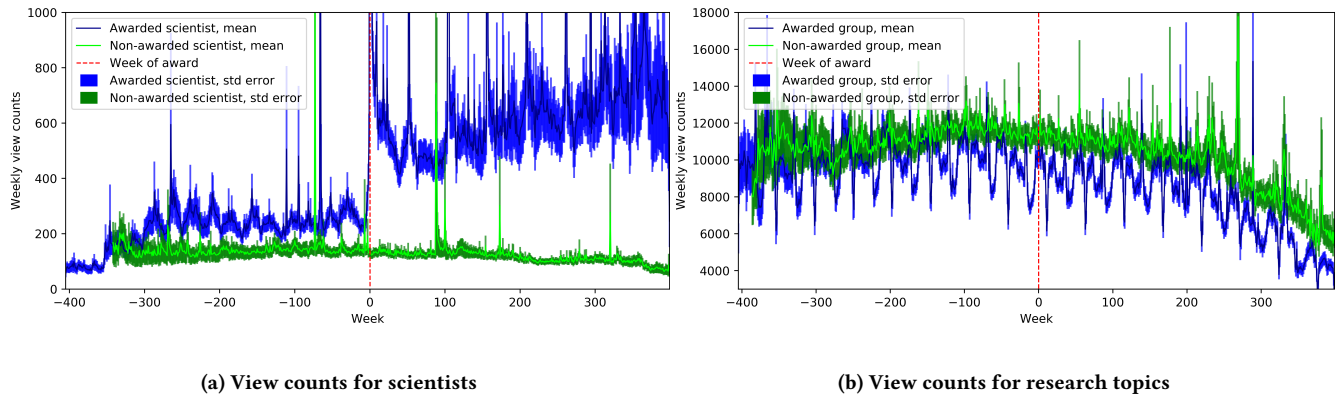 1000
800
600
400
200
0
Weekly view counts
Awarded scientist, mean
Non-awarded scientist, mean
Week of award
Awarded scientist, std error
Non-awarded scientist, std error
−400 −300 −200 −100 0 100 200 300
Week
(a) View counts for scientists
18000
16000
14000
12000
10000
8000
6000
4000
Weekly view counts
Awarded group, mean
Non-awarded group, mean
Week of award
Awarded group, std error
Non-awarded group, std error
−400 −300 −200 −100 0 100 200 300
Week
(b) View counts for research topics